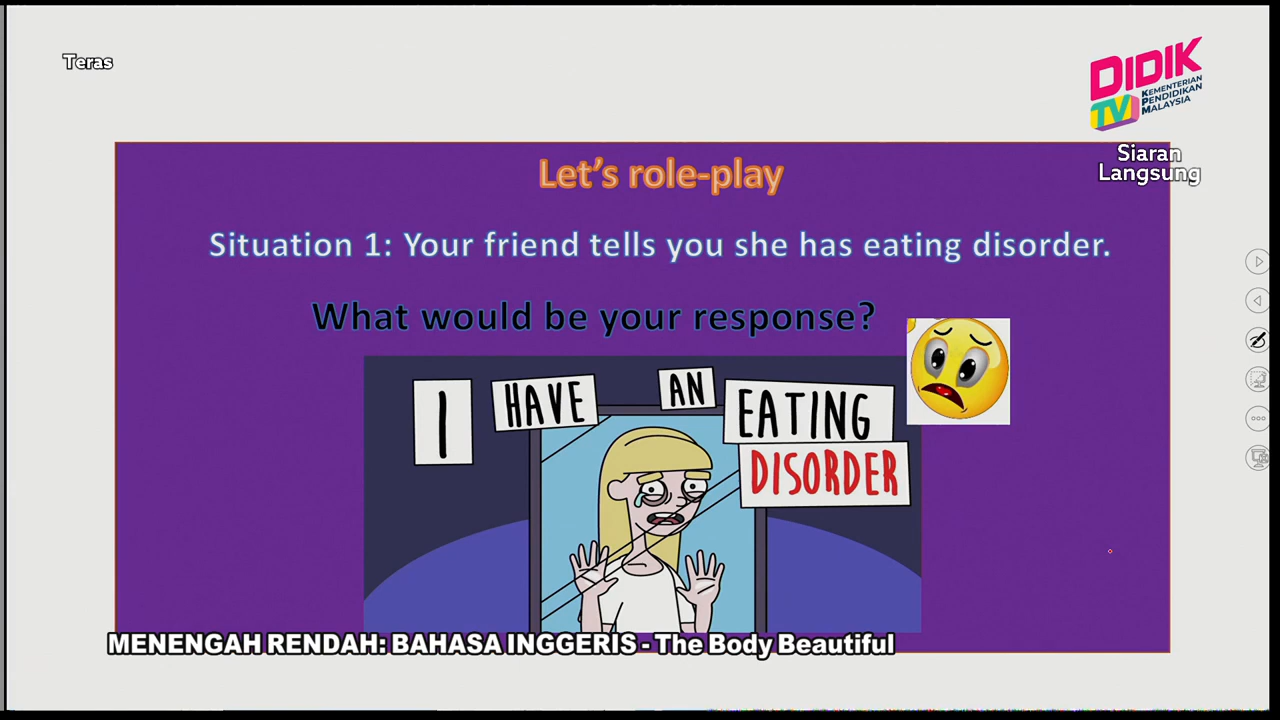 Teras
DIDIK
TV
KEMENTERIAN
PENDIDIKAN
MALAYSIA
Siaran
Langsung
Let's role-play
Situation 1: Your friend tells you she has eating disorder.
What would be your response?
I HAVE AN EATING
DISORDER
MENENGAH RENDAH: BAHASA INGGERIS - The Body Beautiful